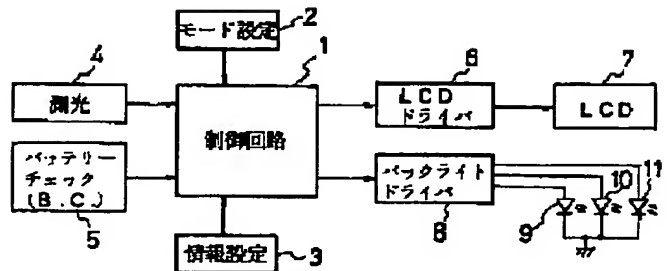 モード設定
2
4
1
6
7
測光
制御回路
LCD
ドライバ
LCD
バッテリー
チェック
(B.C.)
バックライト
ドライバ
5
8
9
10
11
情報設定
3